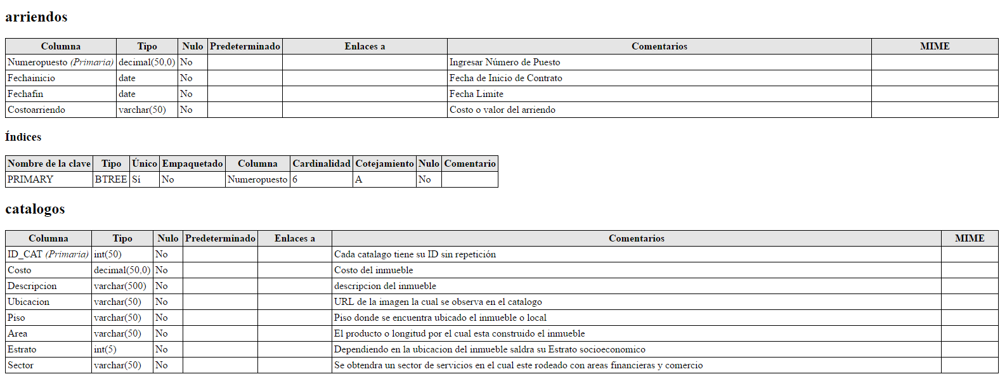 arriendos
Columna Tipo Nulo Predeterminado Enlaces a Comentarios MIME
Numeropuesto (Primaria) decimal(50,0) No Ingresar Número de Puesto
Fechainicio date No Fecha de Inicio de Contrato
Fechafin date No Fecha Limite
Costoarriendo varchar(50) No Costo o valor del arriendo
Índices
Nombre de la clave Tipo Único Empaquetado Columna Cardinalidad Cotejamiento Nulo Comentario
PRIMARY BTREE Sí No Numeropuesto 6 A No
catalogos
Columna Tipo Nulo Predeterminado Enlaces a Comentarios MIME
ID_CAT (Primaria) int(50) No Cada catalago tiene su ID sin repetición
Costo decimal(50,0) No Costo del inmueble
Descripcion varchar(500) No descripcion del inmueble
Ubicacion varchar(50) No URL de la imagen la cual se observa en el catalogo
Piso varchar(50) No Piso donde se encuentra ubicado el inmueble o local
Area varchar(50) No El producto o longitud por el cual esta construido el inmueble
Estrato int(5) No Dependiendo en la ubicacion del inmueble saldra su Estrato socioeconomico
Sector varchar(50) No Se obtendra un sector de servicios en el cual este rodeado con areas financieras y comercio